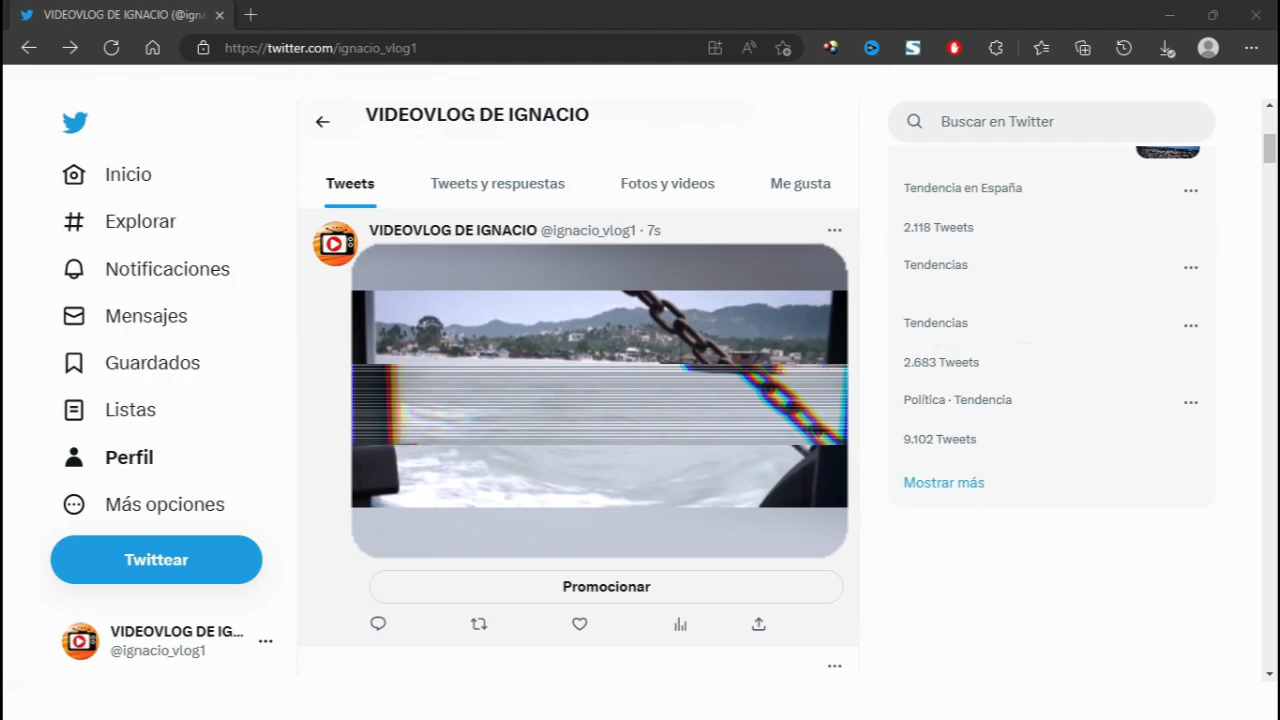 VIDEOVLOG DE IGNACIO (@igna
https://twitter.com/ignacio_vlog1
VIDEOVLOG DE IGNACIO
Buscar en Twitter
Inicio
Explorar
Notificaciones
Mensajes
Guardados
Listas
Perfil
Más opciones
Twittear
VIDEOVLOG DE IG...
@ignacio_vlog1
Tweets
Tweets y respuestas
Fotos y videos
Me gusta
VIDEOVLOG DE IGNACIO @ignacio_vlog1 · 7s
Promocionar
Tendencia en España
2.118 Tweets
Tendencias
Tendencias
2.683 Tweets
Política · Tendencia
9.102 Tweets
Mostrar más